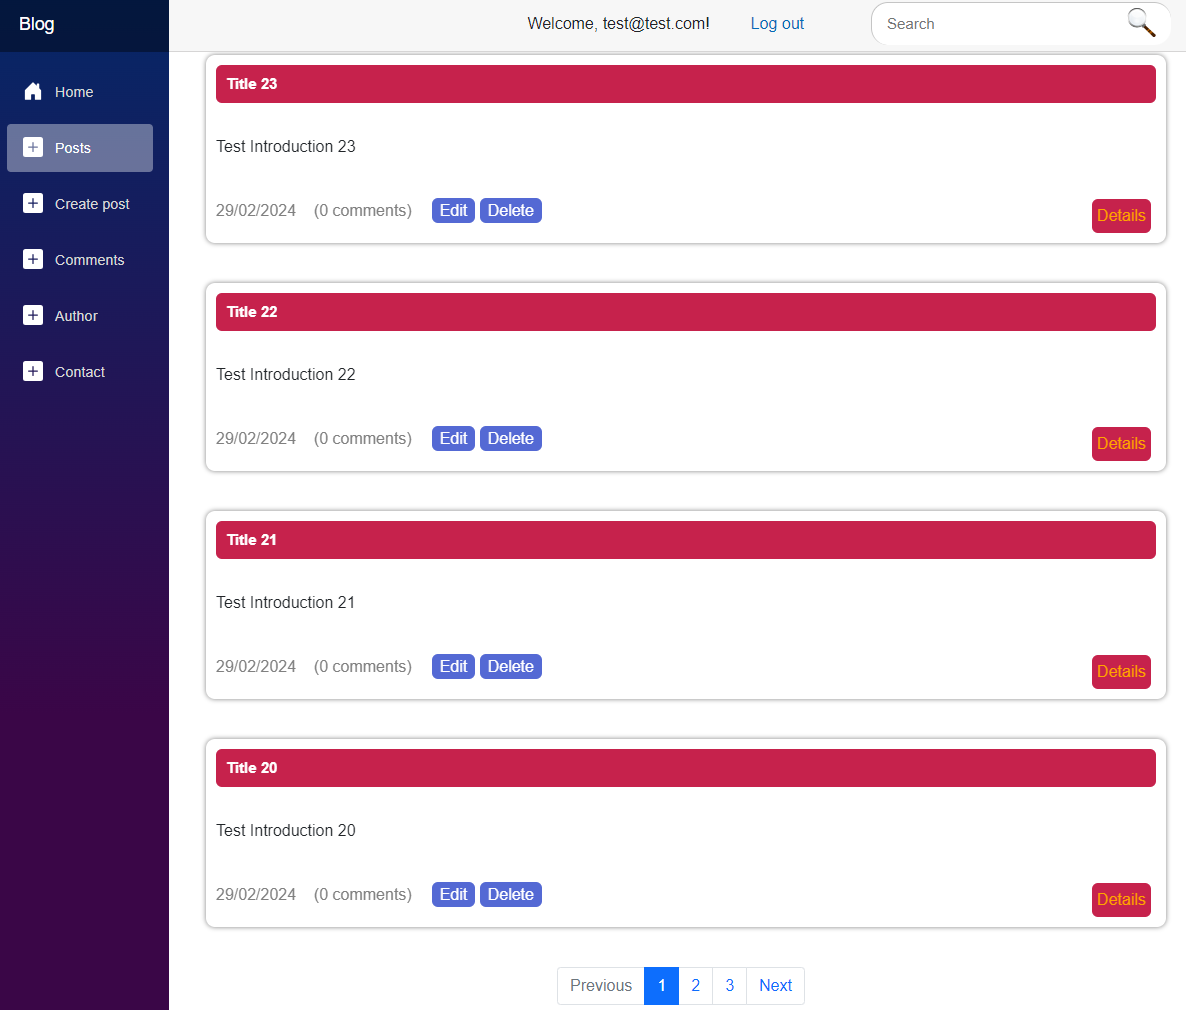 Blog
Welcome, test@test.com! Log out Search
Home
Posts
Create post
Comments
Author
Contact
Title 23
Test Introduction 23
29/02/2024 (0 comments) Edit Delete Details
Title 22
Test Introduction 22
29/02/2024 (0 comments) Edit Delete Details
Title 21
Test Introduction 21
29/02/2024 (0 comments) Edit Delete Details
Title 20
Test Introduction 20
29/02/2024 (0 comments) Edit Delete Details
Previous 1 2 3 Next